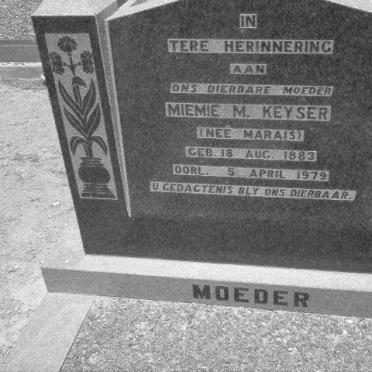 IN
TERE HERINNERING
AAN
ONS DIERBARE MOEDER
MIEMIE M. KEYSER
(NEE MARAIS)
GEB. 18 AUG. 1883
OORL. 5 APRIL 1979
U GEDAGTENIS BLY ONS DIERBAAR.
MOEDER